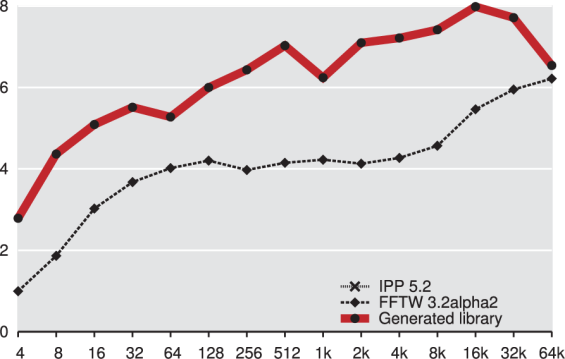 8
6
4
2
0
IPP 5.2
FFTW 3.2alpha2
Generated library
4 8 16 32 64 128 256 512 1k 2k 4k 8k 16k 32k 64k